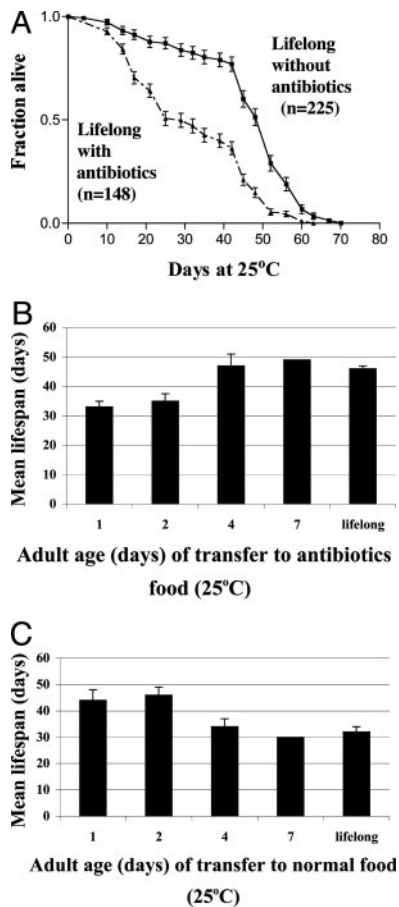 A
Fraction alive
1.0
0.5
0.0
Lifelong
without
antibiotics
(n=225)
Lifelong
with
antibiotics
(n=148)
0 10 20 30 40 50 60 70 80
Days at 25°C
B
Mean lifespan (days)
60
50
40
30
20
10
0
1 2 4 7 lifelong
Adult age (days) of transfer to antibiotics
food (25°C)
C
Mean lifespan (days)
60
50
40
30
20
10
0
1 2 4 7 lifelong
Adult age (days) of transfer to normal food
(25°C)